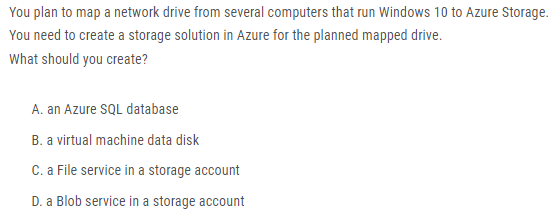 You plan to map a network drive from several computers that run Windows 10 to Azure Storage.
You need to create a storage solution in Azure for the planned mapped drive.
What should you create?
A. an Azure SQL database
B. a virtual machine data disk
C. a File service in a storage account
D. a Blob service in a storage account